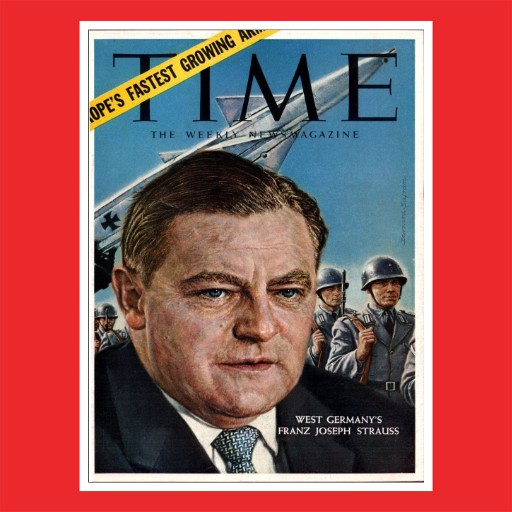 OPE'S FASTEST GROWING AR
TIME
THE WEEKLY NEWSMAGAZINE
WEST GERMANY'S
FRANZ JOSEPH STRAUSS